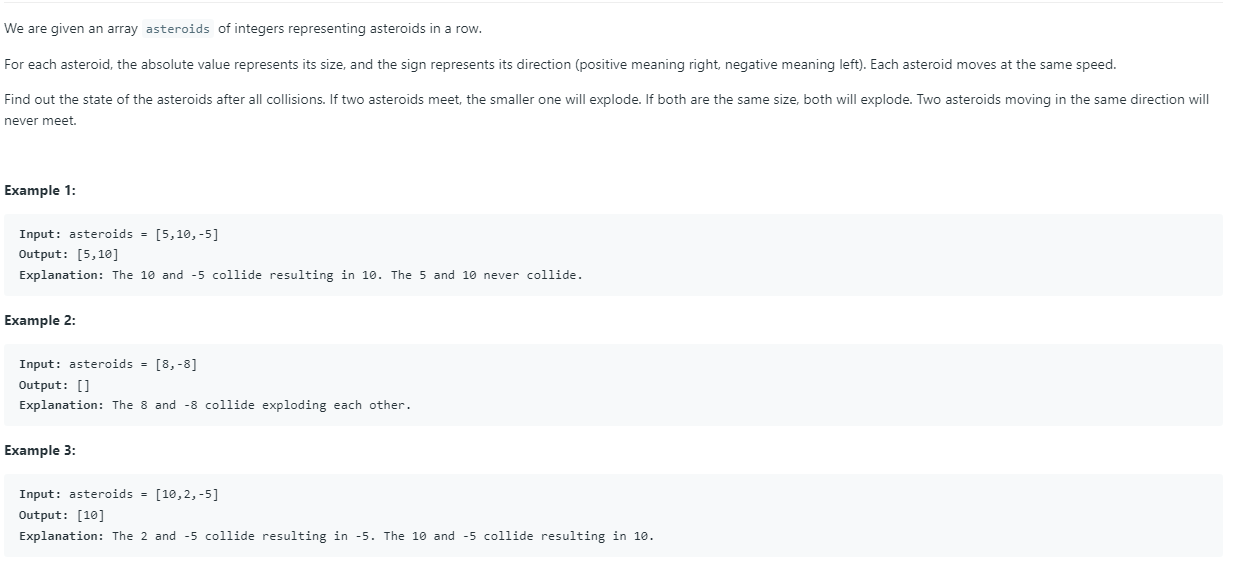 We are given an array asteroids of integers representing asteroids in a row.
For each asteroid, the absolute value represents its size, and the sign represents its direction (positive meaning right, negative meaning left). Each asteroid moves at the same speed.
Find out the state of the asteroids after all collisions. If two asteroids meet, the smaller one will explode. If both are the same size, both will explode. Two asteroids moving in the same direction will
never meet.
Example 1:
Input: asteroids = [5,10,-5]
Output: [5,10]
Explanation: The 10 and -5 collide resulting in 10. The 5 and 10 never collide.
Example 2:
Input: asteroids = [8,-8]
Output: []
Explanation: The 8 and -8 collide exploding each other.
Example 3:
Input: asteroids = [10,2,-5]
Output: [10]
Explanation: The 2 and -5 collide resulting in -5. The 10 and -5 collide resulting in 10.